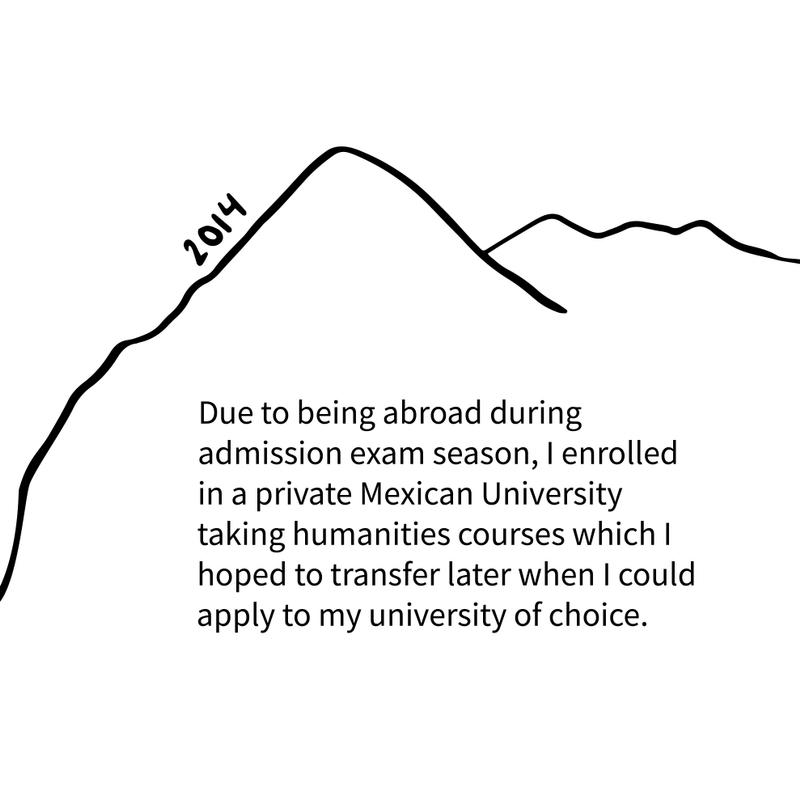 2014
Due to being abroad during
admission exam season, I enrolled
in a private Mexican University
taking humanities courses which I
hoped to transfer later when I could
apply to my university of choice.